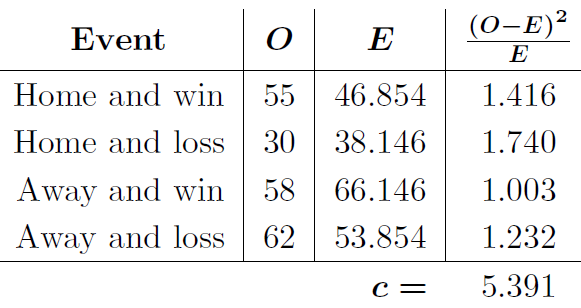 Event O E (O−E)²/E
Home and win 55 46.854 1.416
Home and loss 30 38.146 1.740
Away and win 58 66.146 1.003
Away and loss 62 53.854 1.232
c = 5.391